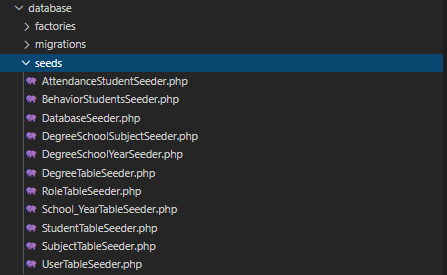 database
factories
migrations
seeds
AttendanceStudentSeeder.php
BehaviorStudentsSeeder.php
DatabaseSeeder.php
DegreeSchoolSubjectSeeder.php
DegreeSchoolYearSeeder.php
DegreeTableSeeder.php
RoleTableSeeder.php
School_YearTableSeeder.php
StudentTableSeeder.php
SubjectTableSeeder.php
UserTableSeeder.php